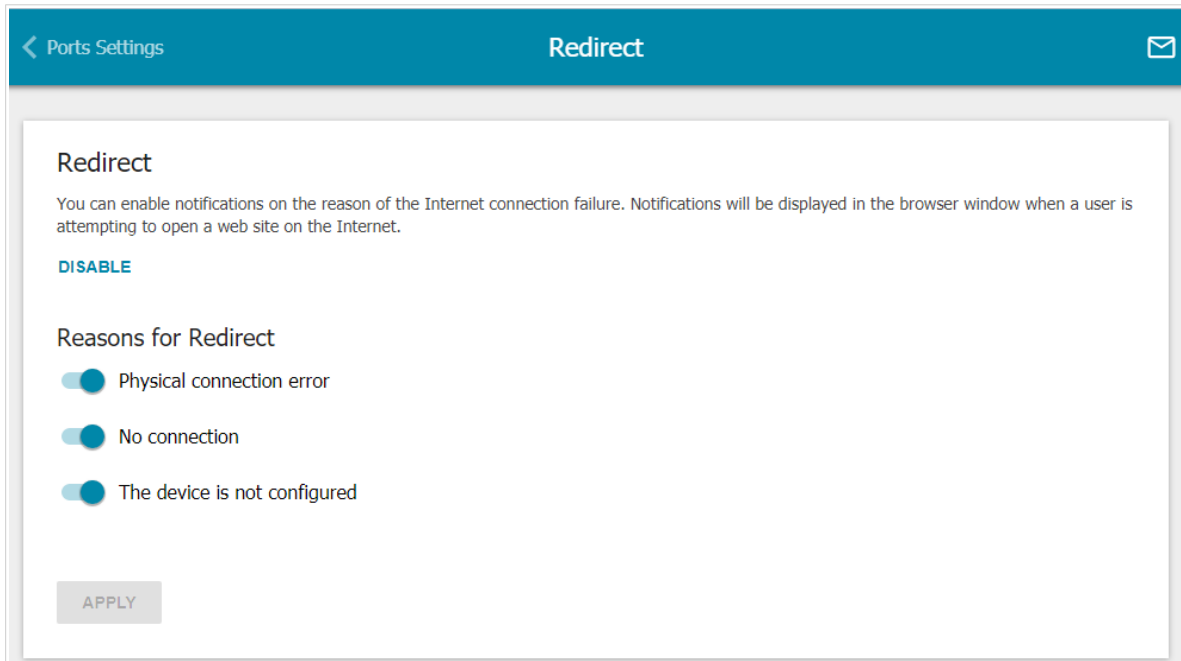 Ports Settings
Redirect
Redirect
You can enable notifications on the reason of the Internet connection failure. Notifications will be displayed in the browser window when a user is
attempting to open a web site on the Internet.
DISABLE
Reasons for Redirect
Physical connection error
No connection
The device is not configured
APPLY